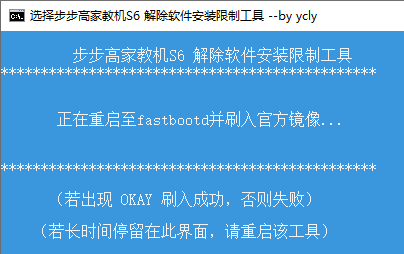 选择步步高家教机S6 解除软件安装限制工具 --by ycly
步步高家教机S6 解除软件安装限制工具
***********************************************
正在重启至fastbootd并刷入官方镜像...
***********************************************
（若出现 OKAY 刷入成功，否则失败）
（若长时间停留在此界面，请重启该工具）